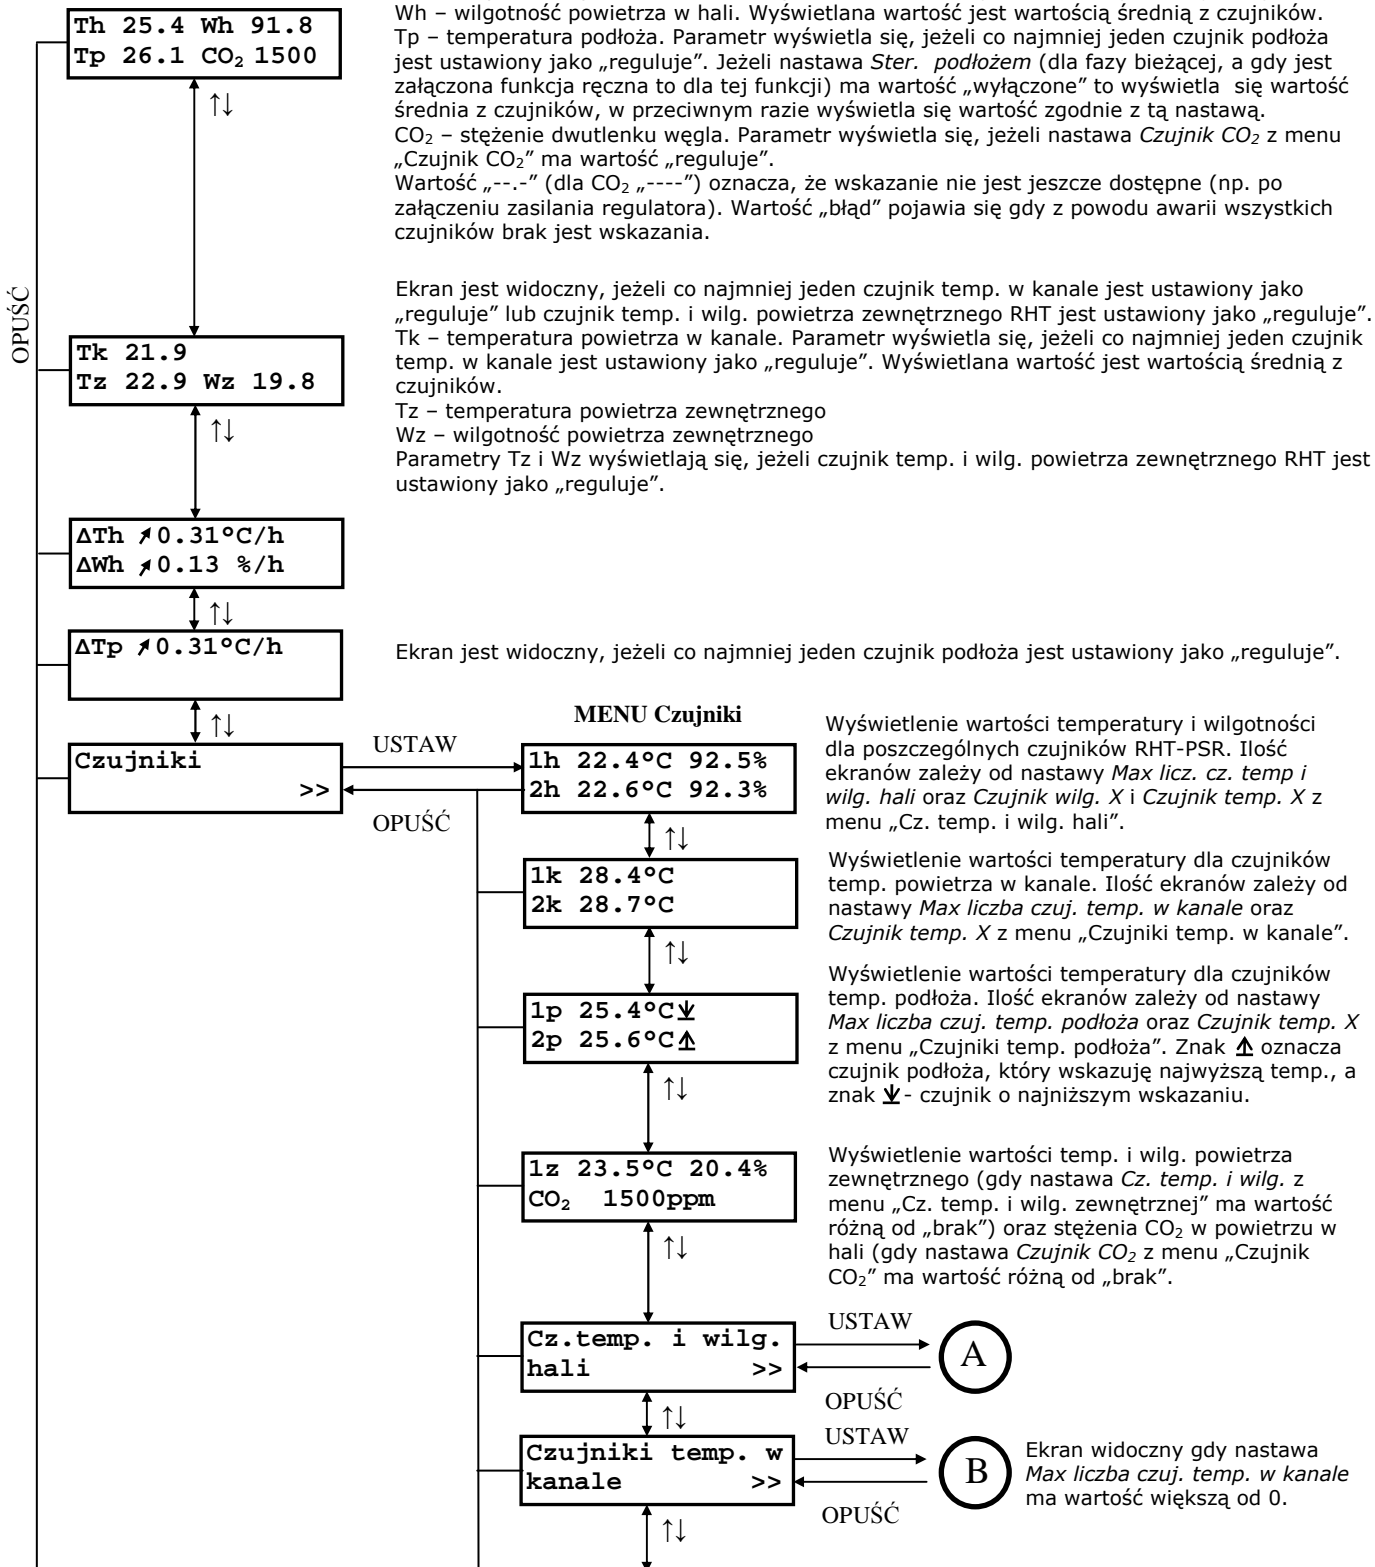 Th 25.4 Wh 91.8
Tp 26.1 CO₂ 1500
↑↓
Wh – wilgotność powietrza w hali. Wyświetlana wartość jest wartością średnią z czujników.
Tp – temperatura podłoża. Parametr wyświetla się, jeżeli co najmniej jeden czujnik podłoża
jest ustawiony jako „reguluje”. Jeżeli nastawa Ster. podłożem (dla fazy bieżącej, a gdy jest
załączona funkcja ręczna to dla tej funkcji) ma wartość „wyłączone” to wyświetla się wartość
średnia z czujników, w przeciwnym razie wyświetla się wartość zgodnie z tą nastawą.
CO₂ – stężenie dwutlenku węgla. Parametr wyświetla się, jeżeli nastawa Czujnik CO₂ z menu
„Czujnik CO₂” ma wartość „reguluje”.
Wartość „--.-” (dla CO₂ „----”) oznacza, że wskazanie nie jest jeszcze dostępne (np. po
załączeniu zasilania regulatora). Wartość „błąd” pojawia się gdy z powodu awarii wszystkich
czujników brak jest wskazania.
OPUŚĆ
Tk 21.9
Tz 22.9 Wz 19.8
↑↓
Ekran jest widoczny, jeżeli co najmniej jeden czujnik temp. w kanale jest ustawiony jako
„reguluje” lub czujnik temp. i wilg. powietrza zewnętrznego RHT jest ustawiony jako „reguluje”.
Tk – temperatura powietrza w kanale. Parametr wyświetla się, jeżeli co najmniej jeden czujnik
temp. w kanale jest ustawiony jako „reguluje”. Wyświetlana wartość jest wartością średnią z
czujników.
Tz – temperatura powietrza zewnętrznego
Wz – wilgotność powietrza zewnętrznego
Parametry Tz i Wz wyświetlają się, jeżeli czujnik temp. i wilg. powietrza zewnętrznego RHT jest
ustawiony jako „reguluje”.
ΔTh ↗0.31°C/h
ΔWh ↗0.13 %/h
↑↓
ΔTp ↗0.31°C/h
Ekran jest widoczny, jeżeli co najmniej jeden czujnik podłoża jest ustawiony jako „reguluje”.
↑↓
Czujniki
>>
USTAW
OPUŚĆ
MENU Czujniki
1h 22.4°C 92.5%
2h 22.6°C 92.3%
Wyświetlenie wartości temperatury i wilgotności
dla poszczególnych czujników RHT-PSR. Ilość
ekranów zależy od nastawy Max licz. cz. temp i
wilg. hali oraz Czujnik wilg. X i Czujnik temp. X z
menu „Cz. temp. i wilg. hali”.
↑↓
1k 28.4°C
2k 28.7°C
Wyświetlenie wartości temperatury dla czujników
temp. powietrza w kanale. Ilość ekranów zależy od
nastawy Max liczba czuj. temp. w kanale oraz
Czujnik temp. X z menu „Czujniki temp. w kanale”.
↑↓
1p 25.4°C↓
2p 25.6°C↑
Wyświetlenie wartości temperatury dla czujników
temp. podłoża. Ilość ekranów zależy od nastawy
Max liczba czuj. temp. podłoża oraz Czujnik temp. X
z menu „Czujniki temp. podłoża”. Znak ↑ oznacza
czujnik podłoża, który wskazuję najwyższą temp., a
znak ↓- czujnik o najniższym wskazaniu.
↑↓
1z 23.5°C 20.4%
CO₂ 1500ppm
Wyświetlenie wartości temp. i wilg. powietrza
zewnętrznego (gdy nastawa Cz. temp. i wilg. z
menu „Cz. temp. i wilg. zewnętrznej” ma wartość
różną od „brak”) oraz stężenia CO₂ w powietrzu w
hali (gdy nastawa Czujnik CO₂ z menu „Czujnik
CO₂” ma wartość różną od „brak”.
↑↓
Cz.temp. i wilg.
hali >>
USTAW
A
OPUŚĆ
↑↓
Czujniki temp. w
kanale >>
USTAW
B
OPUŚĆ
Ekran widoczny gdy nastawa
Max liczba czuj. temp. w kanale
ma wartość większą od 0.
↑↓